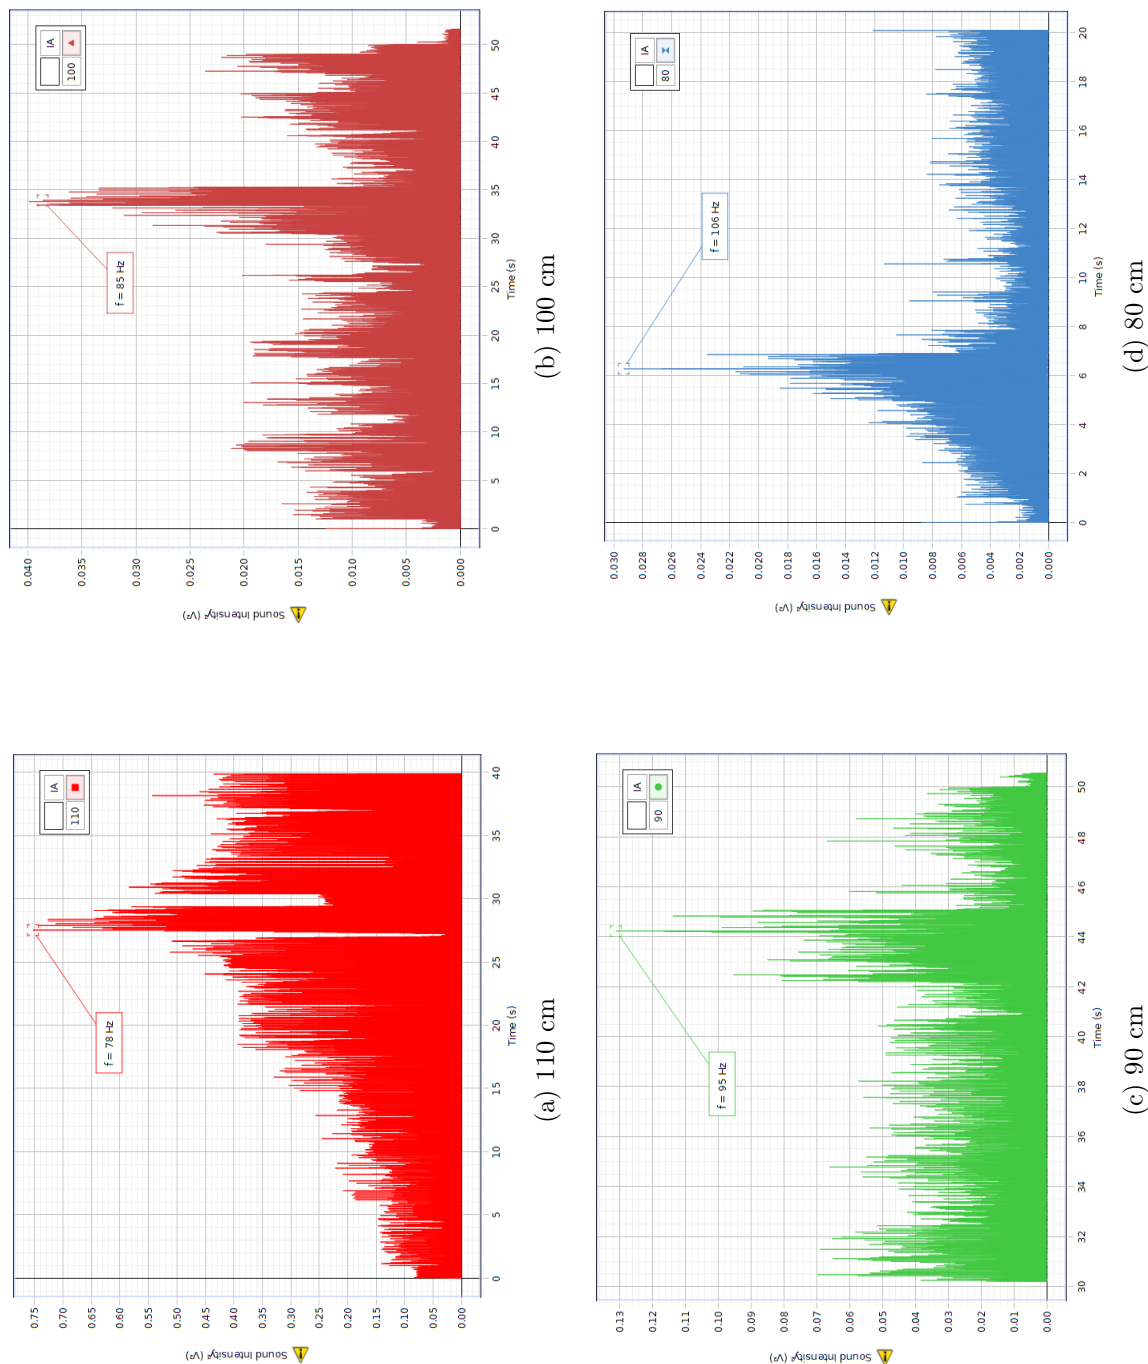 IA
110
f = 78 Hz
Sound Intensity² (V²)
0.75
0.70
0.65
0.60
0.55
0.50
0.45
0.40
0.35
0.30
0.25
0.20
0.15
0.10
0.05
0.00
0 5 10 15 20 25 30 35 40
Time (s)
(a) 110 cm
IA
100
f = 85 Hz
Sound Intensity² (V²)
0.040
0.035
0.030
0.025
0.020
0.015
0.010
0.005
0.000
0 5 10 15 20 25 30 35 40 45 50
Time (s)
(b) 100 cm
IA
90
f = 95 Hz
Sound Intensity² (V²)
0.13
0.12
0.11
0.10
0.09
0.08
0.07
0.06
0.05
0.04
0.03
0.02
0.01
0.00
30 32 34 36 38 40 42 44 46 48 50
Time (s)
(c) 90 cm
IA
80
f = 106 Hz
Sound Intensity² (V²)
0.030
0.028
0.026
0.024
0.022
0.020
0.018
0.016
0.014
0.012
0.010
0.008
0.006
0.004
0.002
0.000
0 2 4 6 8 10 12 14 16 18 20
Time (s)
(d) 80 cm